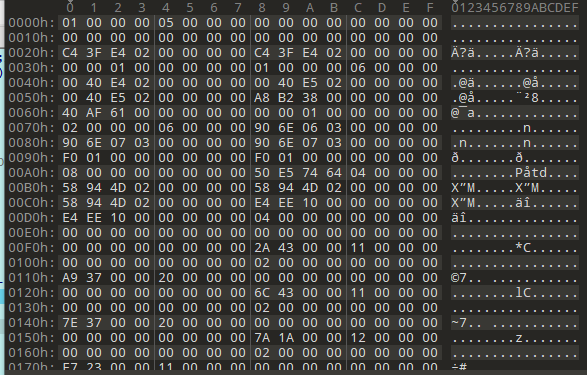 0 1 2 3 4 5 6 7 8 9 A B C D E F 0123456789ABCDEF
0000h: 01 00 00 00 05 00 00 00 00 00 00 00 00 00 00 00 ................
0010h: 00 00 00 00 00 00 00 00 00 00 00 00 00 00 00 00 ................
0020h: C4 3F E4 02 00 00 00 00 C4 3F E4 02 00 00 00 00 Ä?ä.....Ä?ä.....
0030h: 00 00 01 00 00 00 00 00 01 00 00 00 06 00 00 00 ................
0040h: 00 40 E4 02 00 00 00 00 00 40 E5 02 00 00 00 00 .@ä......@å.....
0050h: 00 40 E5 02 00 00 00 00 A8 B2 38 00 00 00 00 00 .@å.....¨²8.....
0060h: 40 AF 61 00 00 00 00 00 00 00 01 00 00 00 00 00 @¯a.............
0070h: 02 00 00 00 06 00 00 00 90 6E 06 03 00 00 00 00 .........n......
0080h: 90 6E 07 03 00 00 00 00 90 6E 07 03 00 00 00 00 .n.......n......
0090h: F0 01 00 00 00 00 00 00 F0 01 00 00 00 00 00 00 ð.......ð.......
00A0h: 08 00 00 00 00 00 00 00 50 E5 74 64 04 00 00 00 ........Påtd....
00B0h: 58 94 4D 02 00 00 00 00 58 94 4D 02 00 00 00 00 X”M.....X”M.....
00C0h: 58 94 4D 02 00 00 00 00 E4 EE 10 00 00 00 00 00 X”M.....äî......
00D0h: E4 EE 10 00 00 00 00 00 04 00 00 00 00 00 00 00 äî..............
00E0h: 00 00 00 00 00 00 00 00 00 00 00 00 00 00 00 00 ................
00F0h: 00 00 00 00 00 00 00 00 2A 43 00 00 11 00 00 00 ........*C......
0100h: 00 00 00 00 00 00 00 00 02 00 00 00 00 00 00 00 ................
0110h: A9 37 00 00 20 00 00 00 00 00 00 00 00 00 00 00 ©7.. ...........
0120h: 00 00 00 00 00 00 00 00 6C 43 00 00 11 00 00 00 ........lC......
0130h: 00 00 00 00 00 00 00 00 02 00 00 00 00 00 00 00 ................
0140h: 7E 37 00 00 20 00 00 00 00 00 00 00 00 00 00 00 ~7.. ...........
0150h: 00 00 00 00 00 00 00 00 7A 1A 00 00 12 00 00 00 ........z.......
0160h: 00 00 00 00 00 00 00 00 02 00 00 00 00 00 00 00 ................
0170h: F7 23 00 00 11 00 00 00 00 00 00 00 00 00 00 00 ÷#